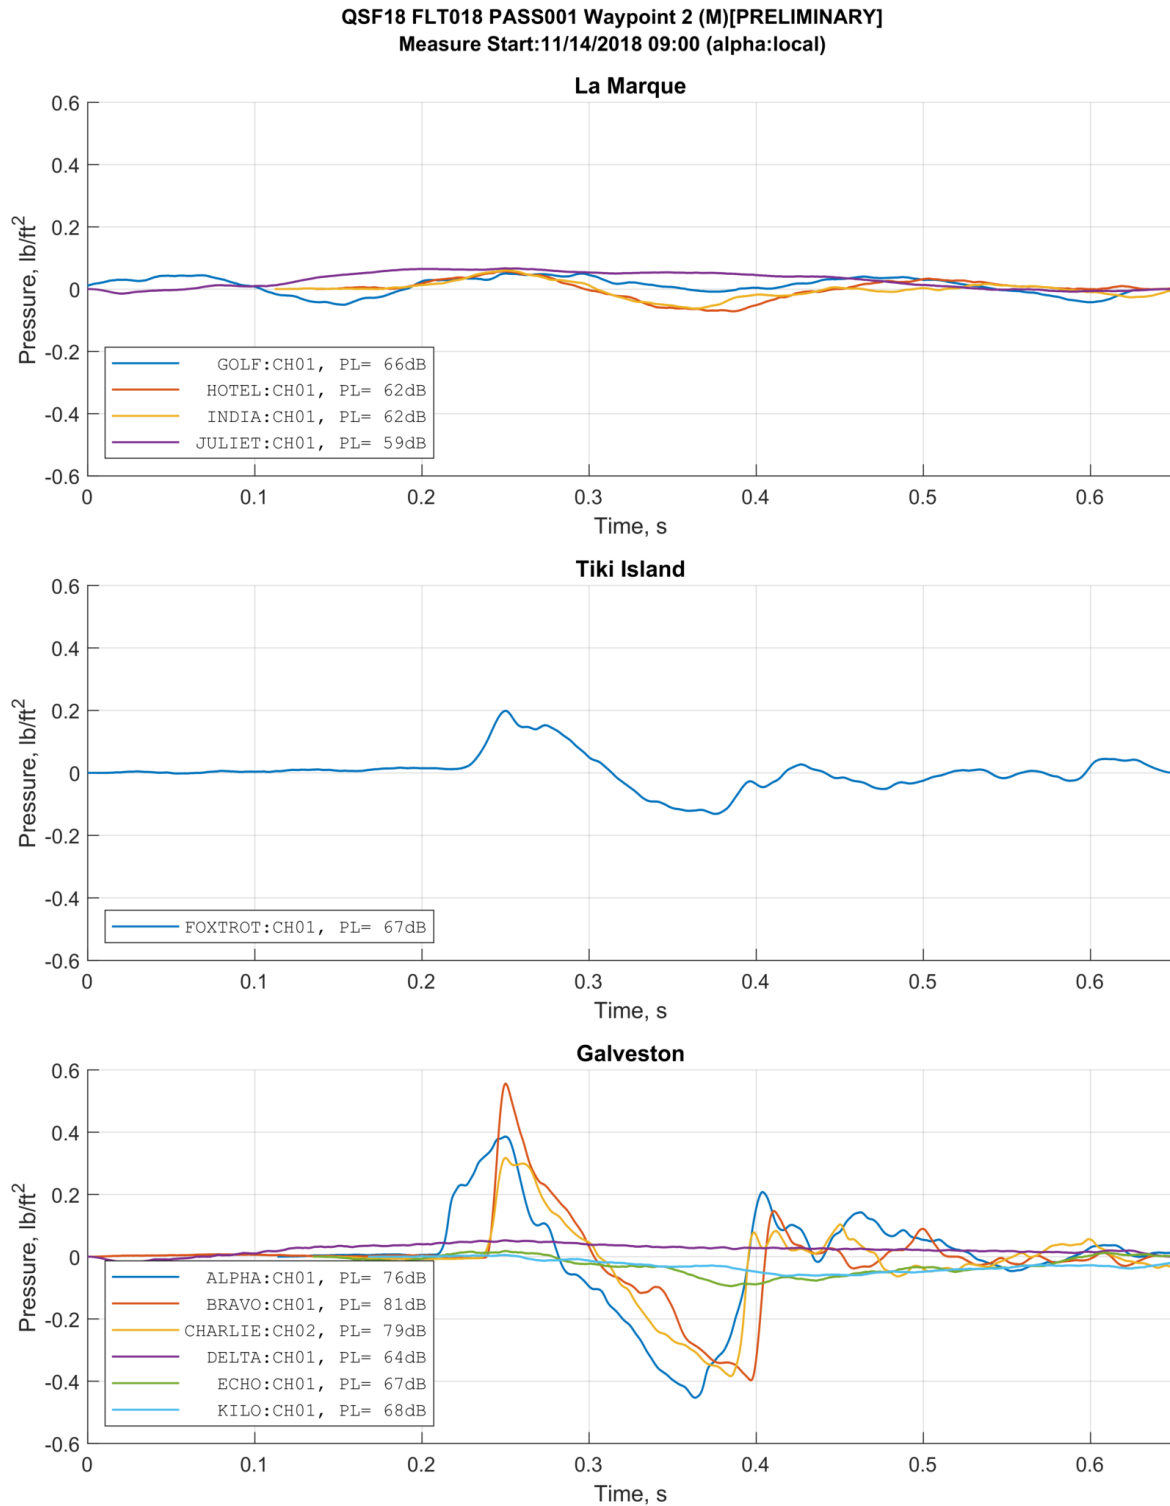 QSF18 FLT018 PASS001 Waypoint 2 (M)[PRELIMINARY]
Measure Start:11/14/2018 09:00 (alpha:local)
La Marque
0.6
0.4
0.2
0
-0.2
-0.4
-0.6
Pressure, lb/ft²
GOLF:CH01, PL= 66dB
HOTEL:CH01, PL= 62dB
INDIA:CH01, PL= 62dB
JULIET:CH01, PL= 59dB
0 0.1 0.2 0.3 0.4 0.5 0.6
Time, s
Tiki Island
0.6
0.4
0.2
0
-0.2
-0.4
-0.6
Pressure, lb/ft²
FOXTROT:CH01, PL= 67dB
0 0.1 0.2 0.3 0.4 0.5 0.6
Time, s
Galveston
0.6
0.4
0.2
0
-0.2
-0.4
-0.6
Pressure, lb/ft²
ALPHA:CH01, PL= 76dB
BRAVO:CH01, PL= 81dB
CHARLIE:CH02, PL= 79dB
DELTA:CH01, PL= 64dB
ECHO:CH01, PL= 67dB
KILO:CH01, PL= 68dB
0 0.1 0.2 0.3 0.4 0.5 0.6
Time, s